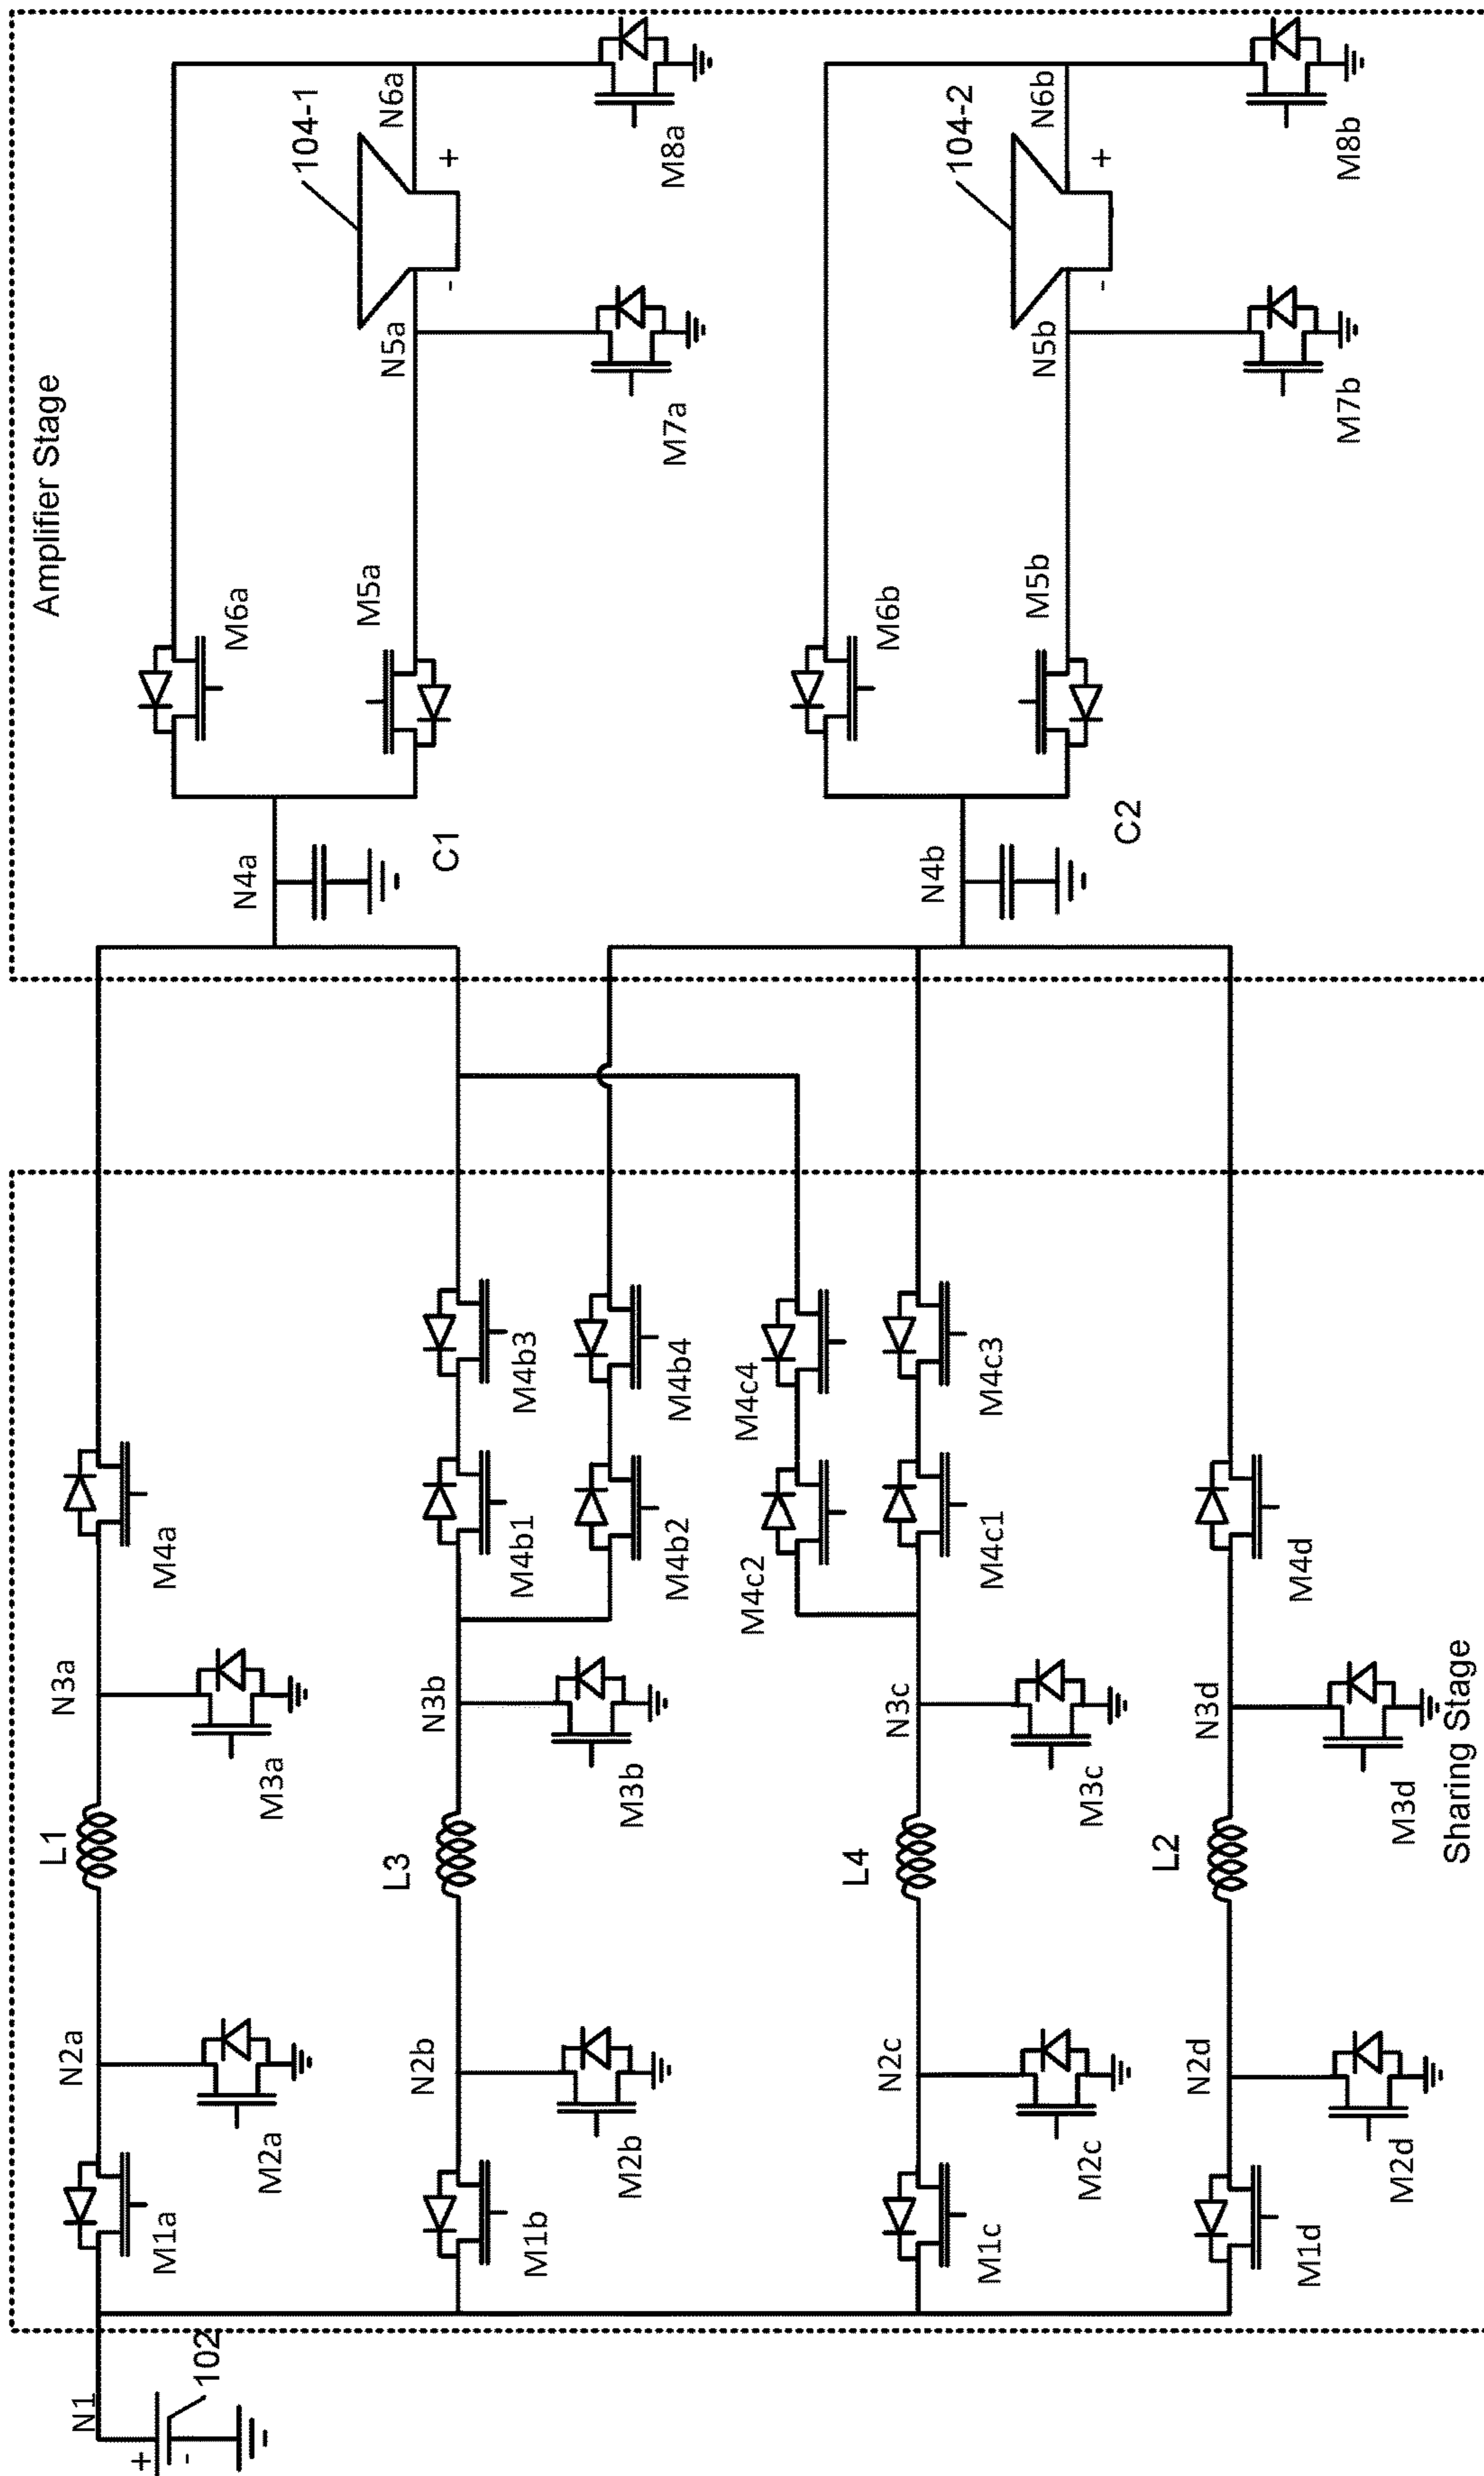 Amplifier Stage
N6a
104-1
+
-
M8a
N5a
M7a
M6a
M5a
N4a
C1
N6b
104-2
+
-
M8b
N5b
M7b
M6b
M5b
N4b
C2
M4a
N3a
M3a
L1
N2a
M2a
M1a
M4b3
M4b1
M4b4
M4b2
N3b
M3b
L3
N2b
M2b
M1b
M4c4
M4c2
M4c3
M4c1
N3c
M3c
L4
N2c
M2c
M1c
M4d
N3d
M3d
L2
N2d
M2d
M1d
Sharing Stage
N1
102
+
-